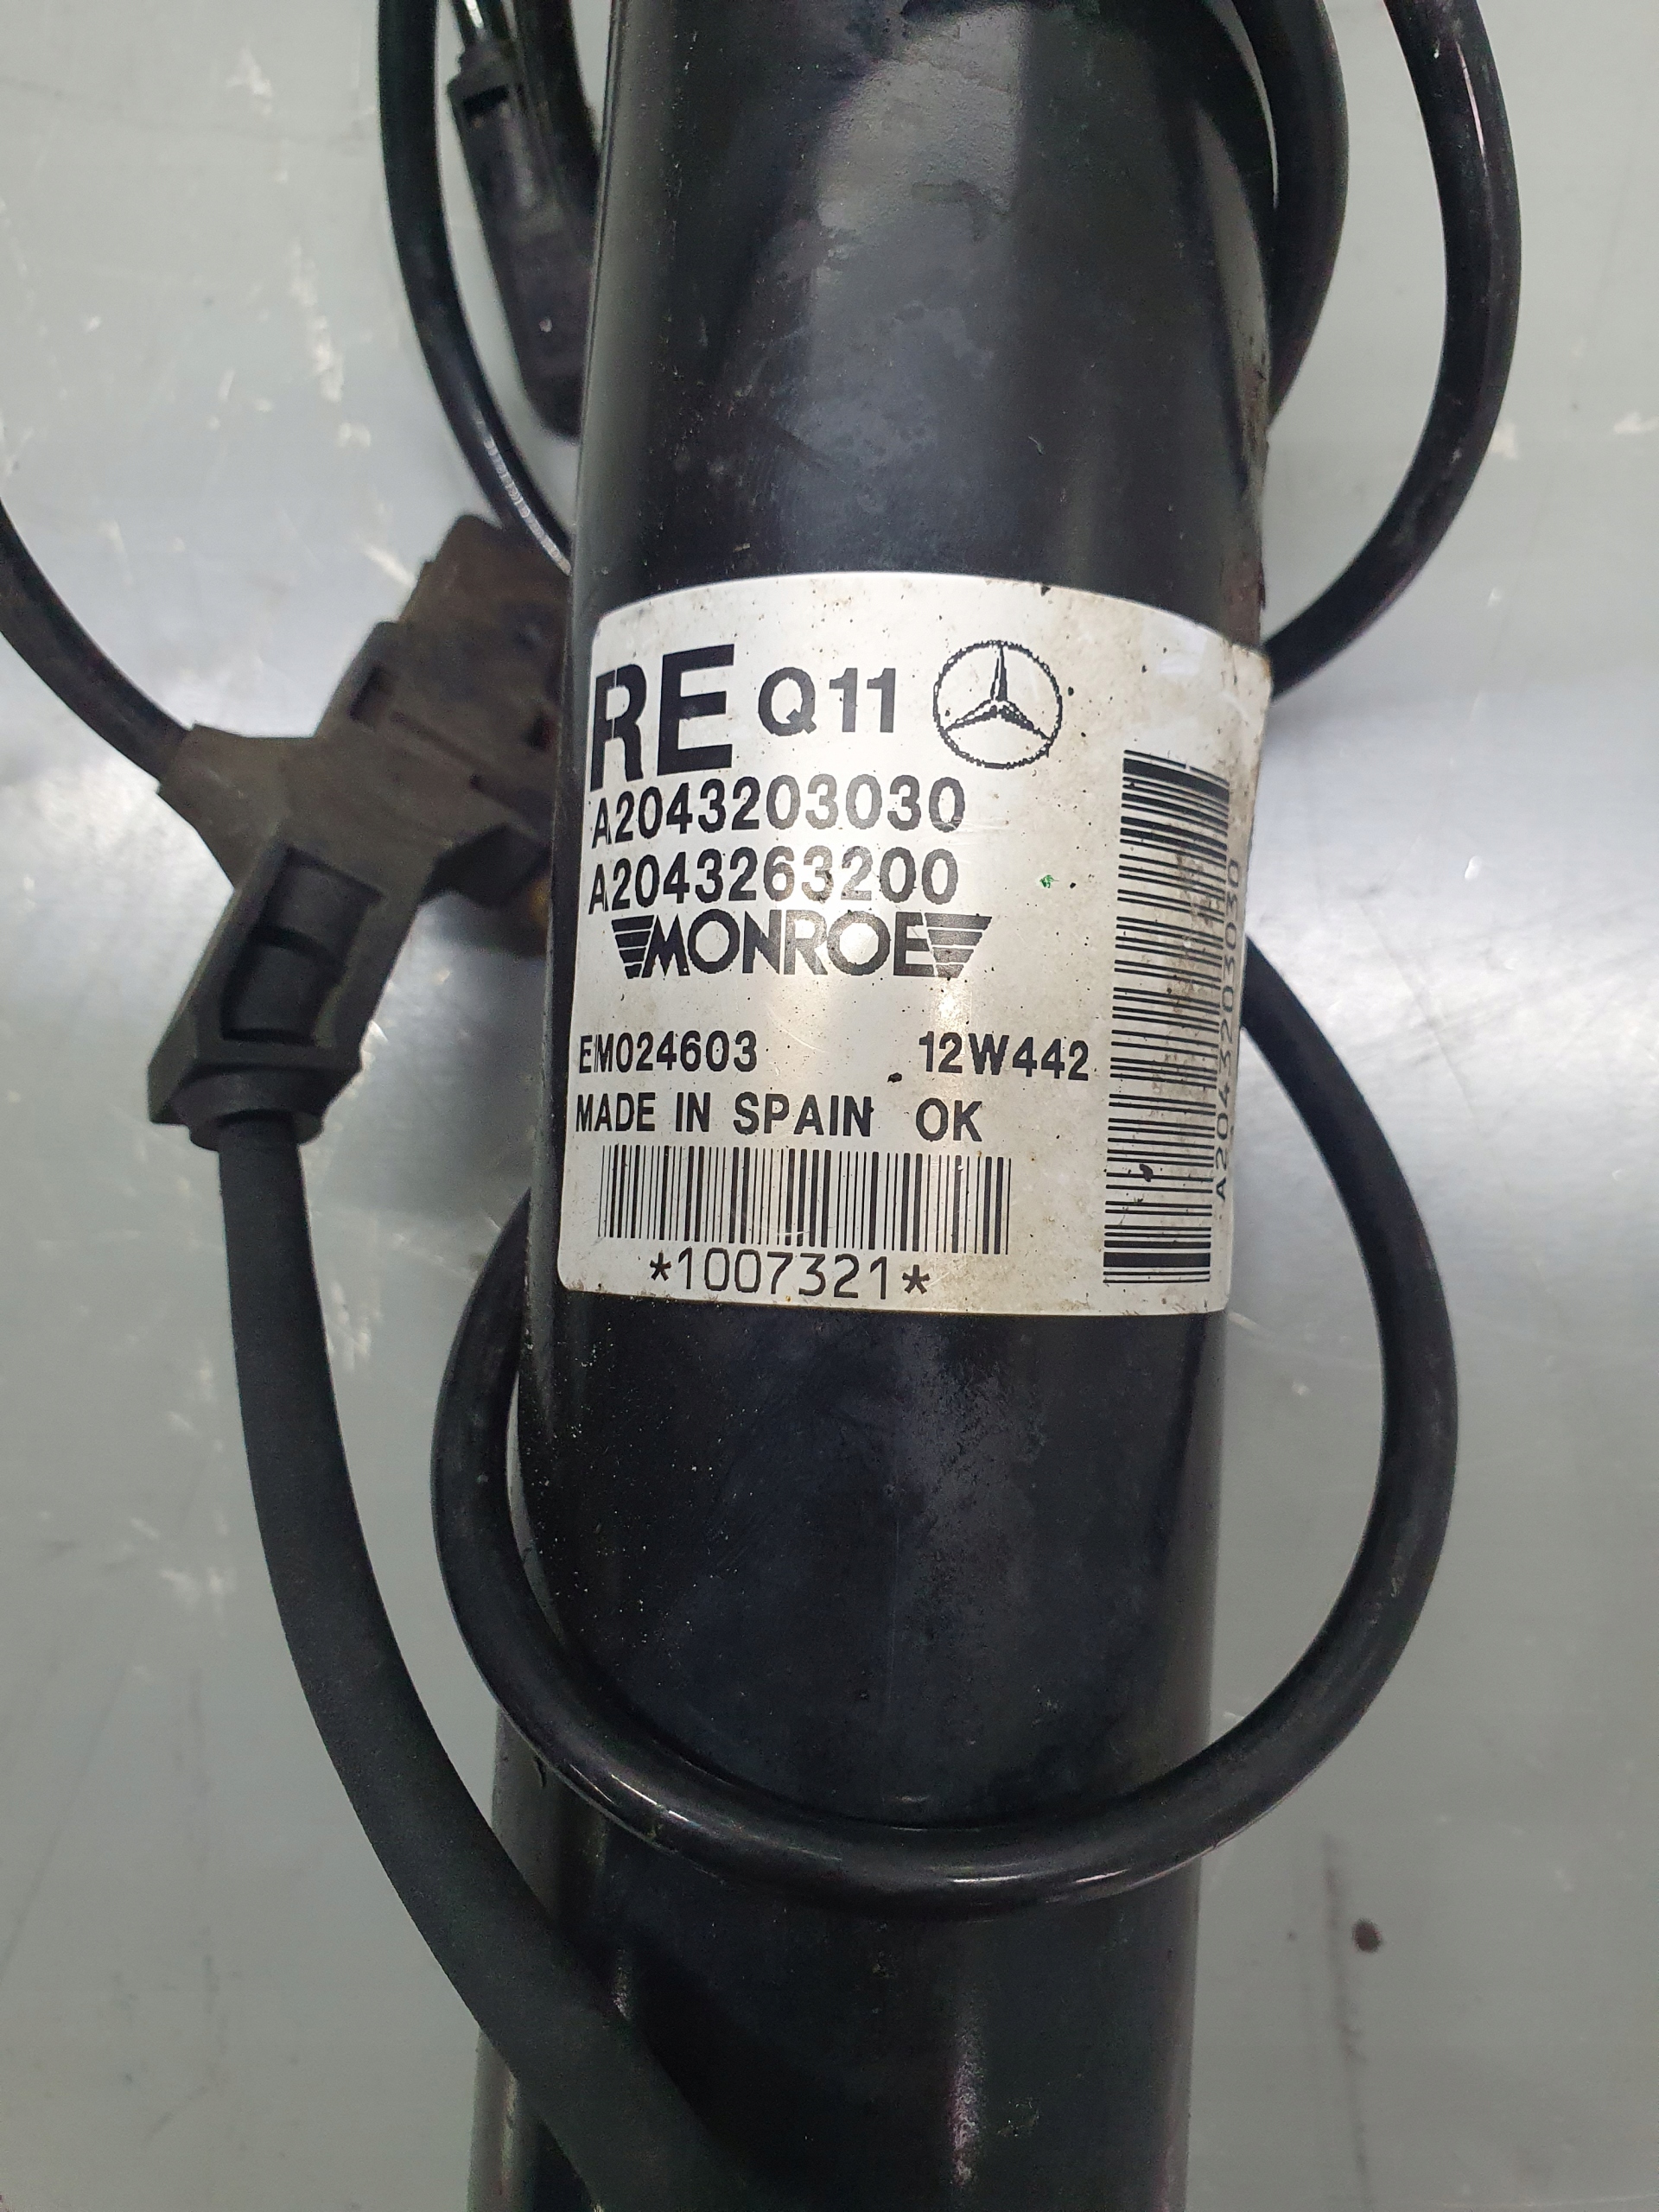 RE Q11
A2043203030
A2043263200
MONROE
EM024603 12W442
MADE IN SPAIN OK
*1007321*
A2043203030